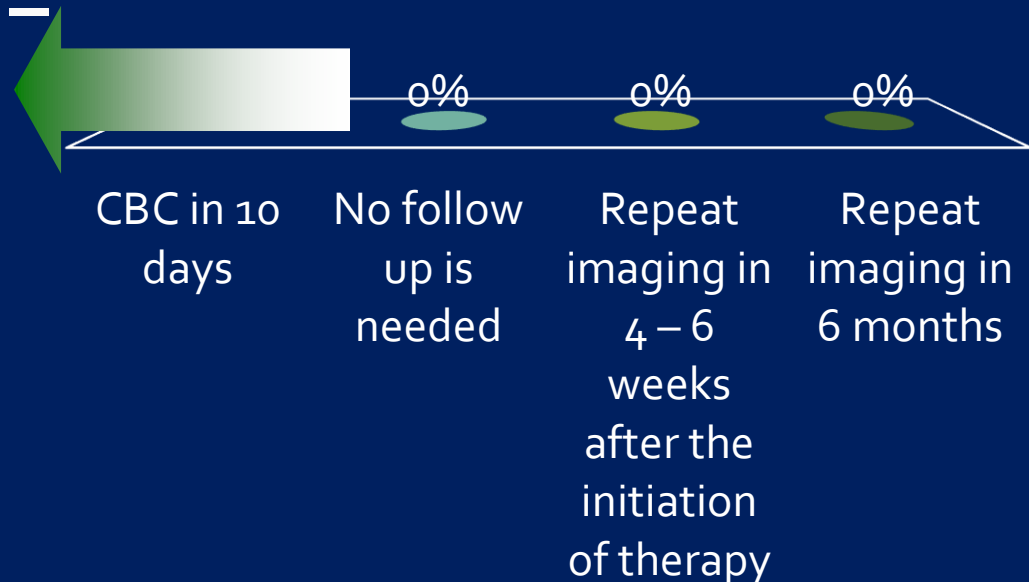 0% 0% 0%
CBC in 10
days
No follow
up is
needed
Repeat
imaging in
4 – 6
weeks
after the
initiation
of therapy
Repeat
imaging in
6 months